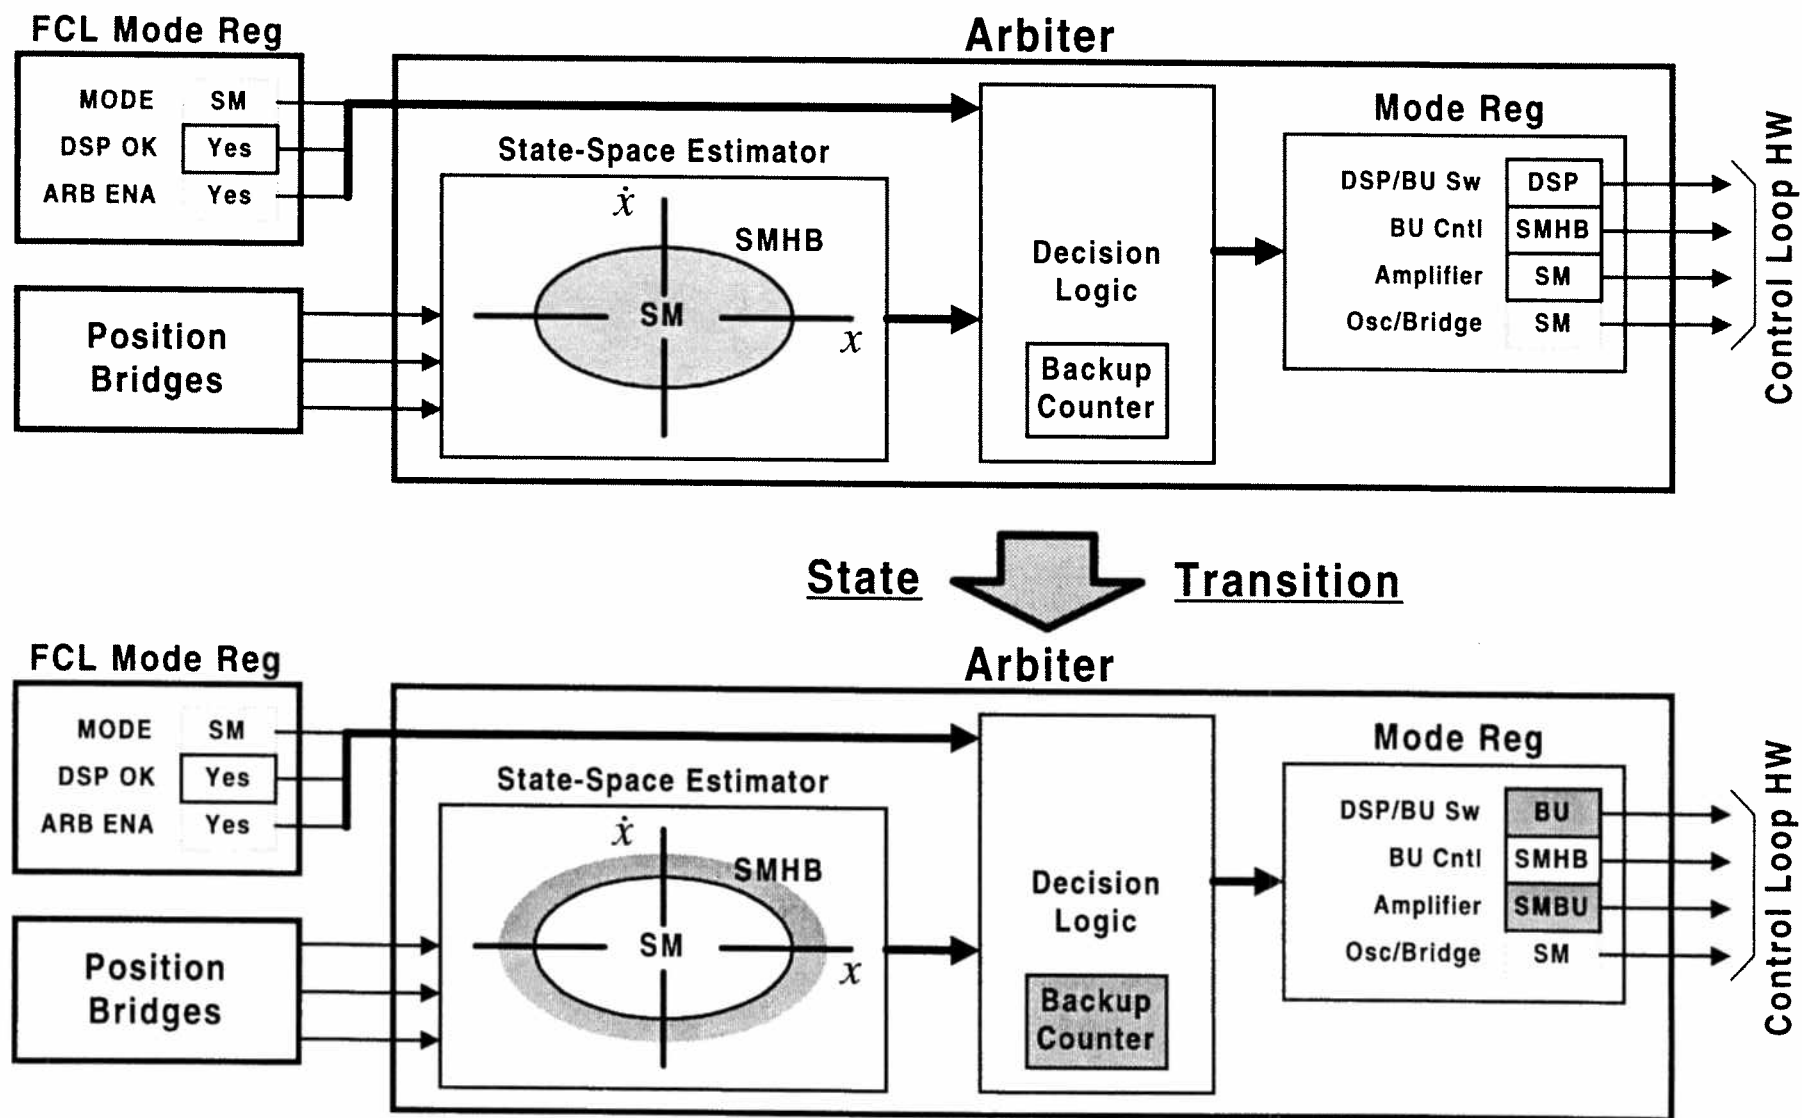 FCL Mode Reg
Arbiter
MODE SM
DSP OK Yes
ARB ENA Yes
Position
Bridges
State-Space Estimator
ẋ
SMHB
SM
x
Decision
Logic
Backup
Counter
Mode Reg
DSP/BU Sw DSP
BU Cntl SMHB
Amplifier SM
Osc/Bridge SM
Control Loop HW
State Transition
FCL Mode Reg
Arbiter
MODE SM
DSP OK Yes
ARB ENA Yes
Position
Bridges
State-Space Estimator
ẋ
SMHB
SM
x
Decision
Logic
Backup
Counter
Mode Reg
DSP/BU Sw BU
BU Cntl SMHB
Amplifier SMBU
Osc/Bridge SM
Control Loop HW